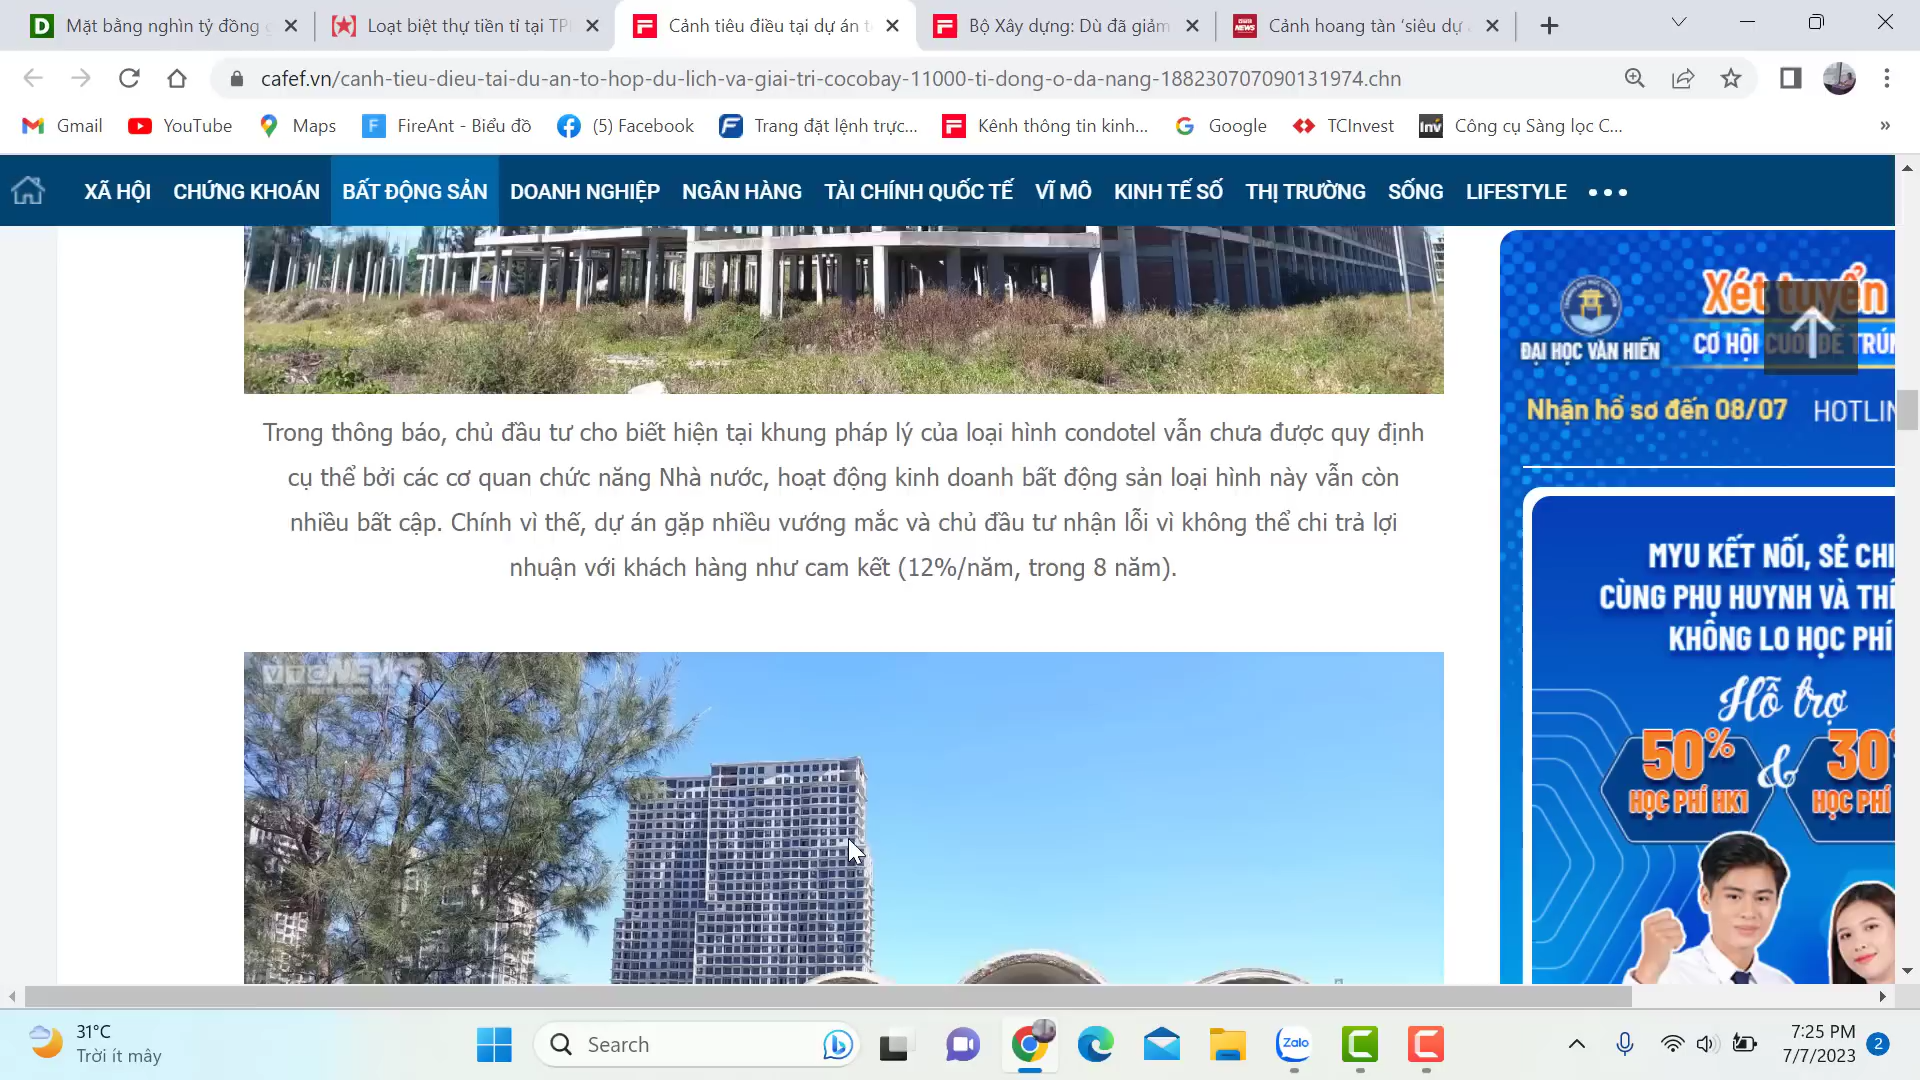 Mặt bằng nghìn tỷ đồng
Loạt biệt thự tiền tỉ tại TP
Cảnh tiêu điều tại dự án
Bộ Xây dựng: Dù đã giảm
Cảnh hoang tàn ‘siêu dự
cafef.vn/canh-tieu-dieu-tai-du-an-to-hop-du-lich-va-giai-tri-cocobay-11000-ti-dong-o-da-nang-188230707090131974.chn
Gmail
YouTube
Maps
FireAnt - Biểu đồ
(5) Facebook
Trang đặt lệnh trực...
Kênh thông tin kinh...
Google
TCInvest
Công cụ Sàng lọc C...
XÃ HỘI CHỨNG KHOÁN BẤT ĐỘNG SẢN DOANH NGHIỆP NGÂN HÀNG TÀI CHÍNH QUỐC TẾ VĨ MÔ KINH TẾ SỐ THỊ TRƯỜNG SỐNG LIFESTYLE
Trong thông báo, chủ đầu tư cho biết hiện tại khung pháp lý của loại hình condotel vẫn chưa được quy định
cụ thể bởi các cơ quan chức năng Nhà nước, hoạt động kinh doanh bất động sản loại hình này vẫn còn
nhiều bất cập. Chính vì thế, dự án gặp nhiều vướng mắc và chủ đầu tư nhận lỗi vì không thể chi trả lợi
nhuận với khách hàng như cam kết (12%/năm, trong 8 năm).
VTCNEWS
Xét tuyển
ĐẠI HỌC VĂN HIẾN
CƠ HỘI CUỐI ĐỂ
Nhận hồ sơ đến 08/07
MYU KẾT NỐI, SẺ
CÙNG PHỤ HUYNH VÀ
KHÔNG LO HỌC PHÍ
Hỗ trợ
50% & 30
HỌC PHÍ HK1
HỌC PHÍ
31°C
Trời ít mây
Search
Zalo
7:25 PM
7/7/2023
2